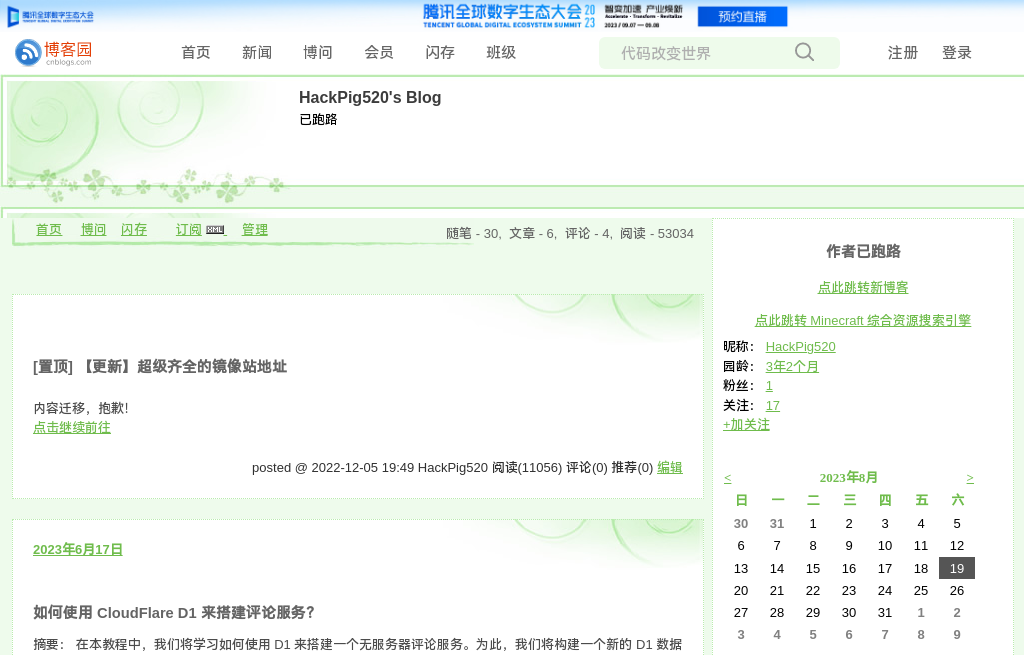 腾讯全球数字生态大会
腾讯全球数字生态大会 2023 智变加速 产业焕新 预约直播
TENCENT GLOBAL DIGITAL ECOSYSTEM SUMMIT Accelerate · Transform · Revitalize
2023 / 09.07 — 09.08
博客园
cnblogs.com
首页 新闻 博问 会员 闪存 班级 代码改变世界 注册 登录
HackPig520's Blog
已跑路
首页 博问 闪存 订阅 XML 管理
随笔 - 30, 文章 - 6, 评论 - 4, 阅读 - 53034
[置顶] 【更新】超级齐全的镜像站地址
内容迁移，抱歉！
点击继续前往
posted @ 2022-12-05 19:49 HackPig520 阅读(11056) 评论(0) 推荐(0) 编辑
2023年6月17日
如何使用 CloudFlare D1 来搭建评论服务？
摘要： 在本教程中，我们将学习如何使用 D1 来搭建一个无服务器评论服务。为此，我们将构建一个新的 D1 数据
作者已跑路
点此跳转新博客
点此跳转 Minecraft 综合资源搜索引擎
昵称： HackPig520
园龄： 3年2个月
粉丝： 1
关注： 17
+加关注
< 2023年8月 >
日 一 二 三 四 五 六
30 31 1 2 3 4 5
6 7 8 9 10 11 12
13 14 15 16 17 18 19
20 21 22 23 24 25 26
27 28 29 30 31 1 2
3 4 5 6 7 8 9